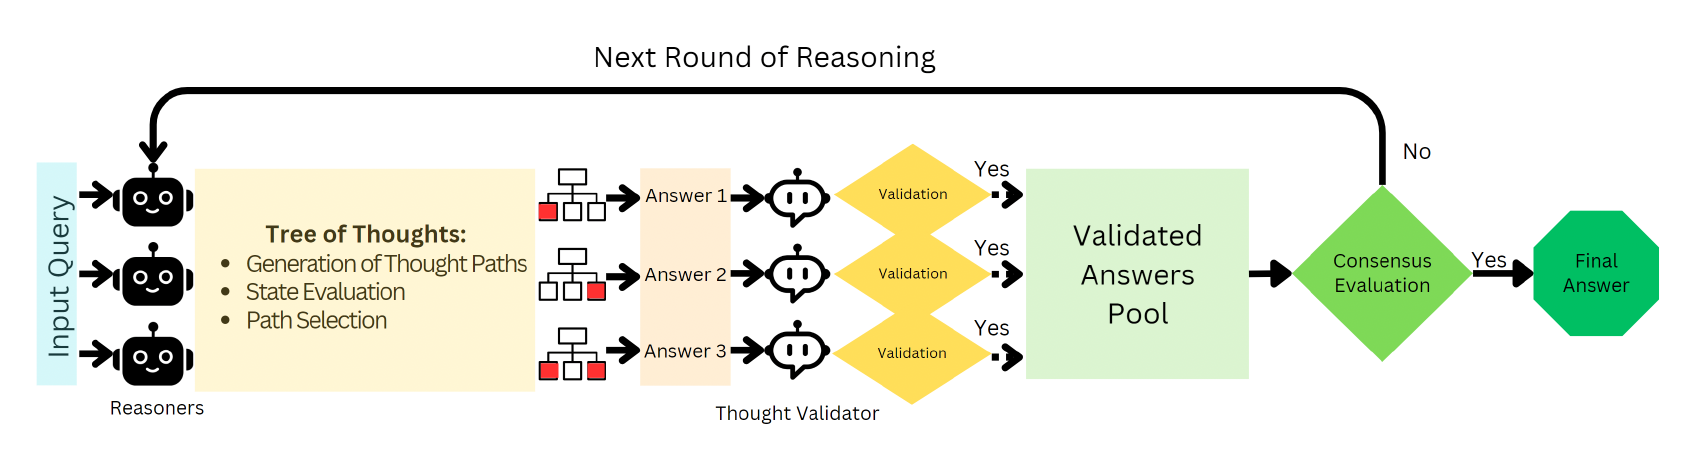 Next Round of Reasoning
Input Query
Reasoners
Tree of Thoughts:
• Generation of Thought Paths
• State Evaluation
• Path Selection
Answer 1
Answer 2
Answer 3
Thought Validator
Validation
Validation
Validation
Yes
Yes
Yes
Validated
Answers
Pool
Consensus
Evaluation
No
Yes
Final
Answer